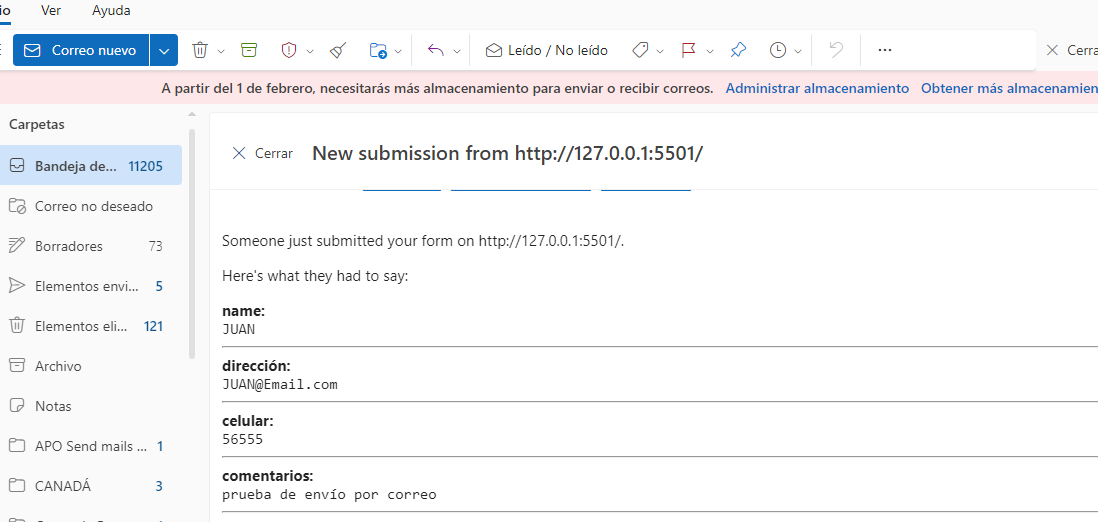 Ver Ayuda
Correo nuevo Leído / No leído
A partir del 1 de febrero, necesitarás más almacenamiento para enviar o recibir correos. Administrar almacenamiento Obtener más
Carpetas
Cerrar New submission from http://127.0.0.1:5501/
Bandeja de... 11205
Correo no deseado
Borradores 73
Elementos envi... 5
Elementos eli... 121
Archivo
Notas
APO Send mails ... 1
CANADÁ 3
Someone just submitted your form on http://127.0.0.1:5501/.
Here's what they had to say:
name:
JUAN
dirección:
JUAN@Email.com
celular:
56555
comentarios:
prueba de envío por correo